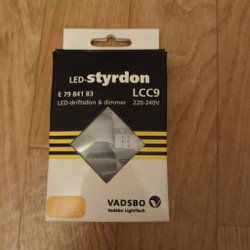 LED-styrdon
E 79 841 83 LCC9
LED-driftsdon & dimmer 220-240V
VADSBO
Vadsbo LightTech